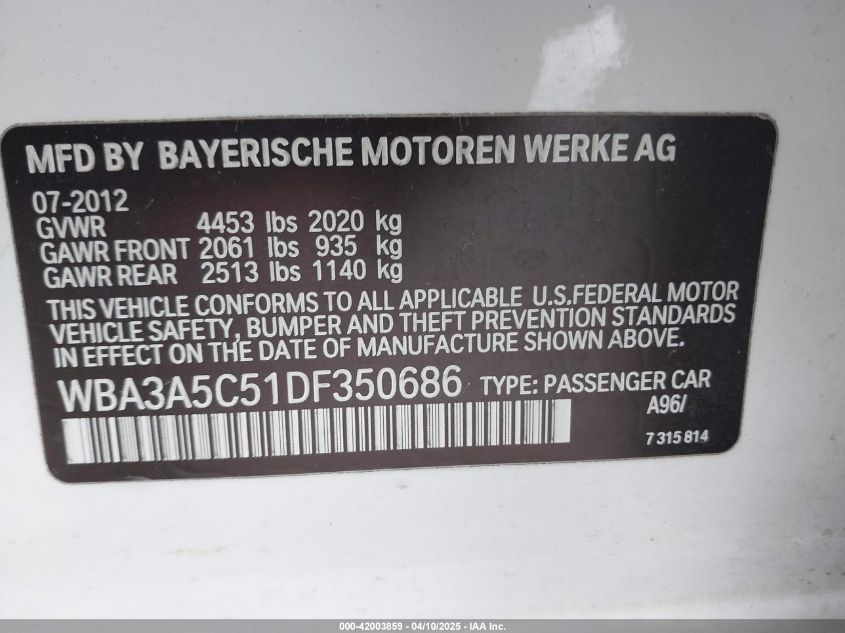 MFD BY BAYERISCHE MOTOREN WERKE AG
07-2012
GVWR 4453 lbs 2020 kg
GAWR FRONT 2061 lbs 935 kg
GAWR REAR 2513 lbs 1140 kg
THIS VEHICLE CONFORMS TO ALL APPLICABLE U.S.FEDERAL MOTOR
VEHICLE SAFETY, BUMPER AND THEFT PREVENTION STANDARDS
IN EFFECT ON THE DATE OF MANUFACTURE SHOWN ABOVE.
WBA3A5C51DF350686 TYPE: PASSENGER CAR
A96/
7 315 814
000-42003859 - 04/10/2025 - IAA Inc.